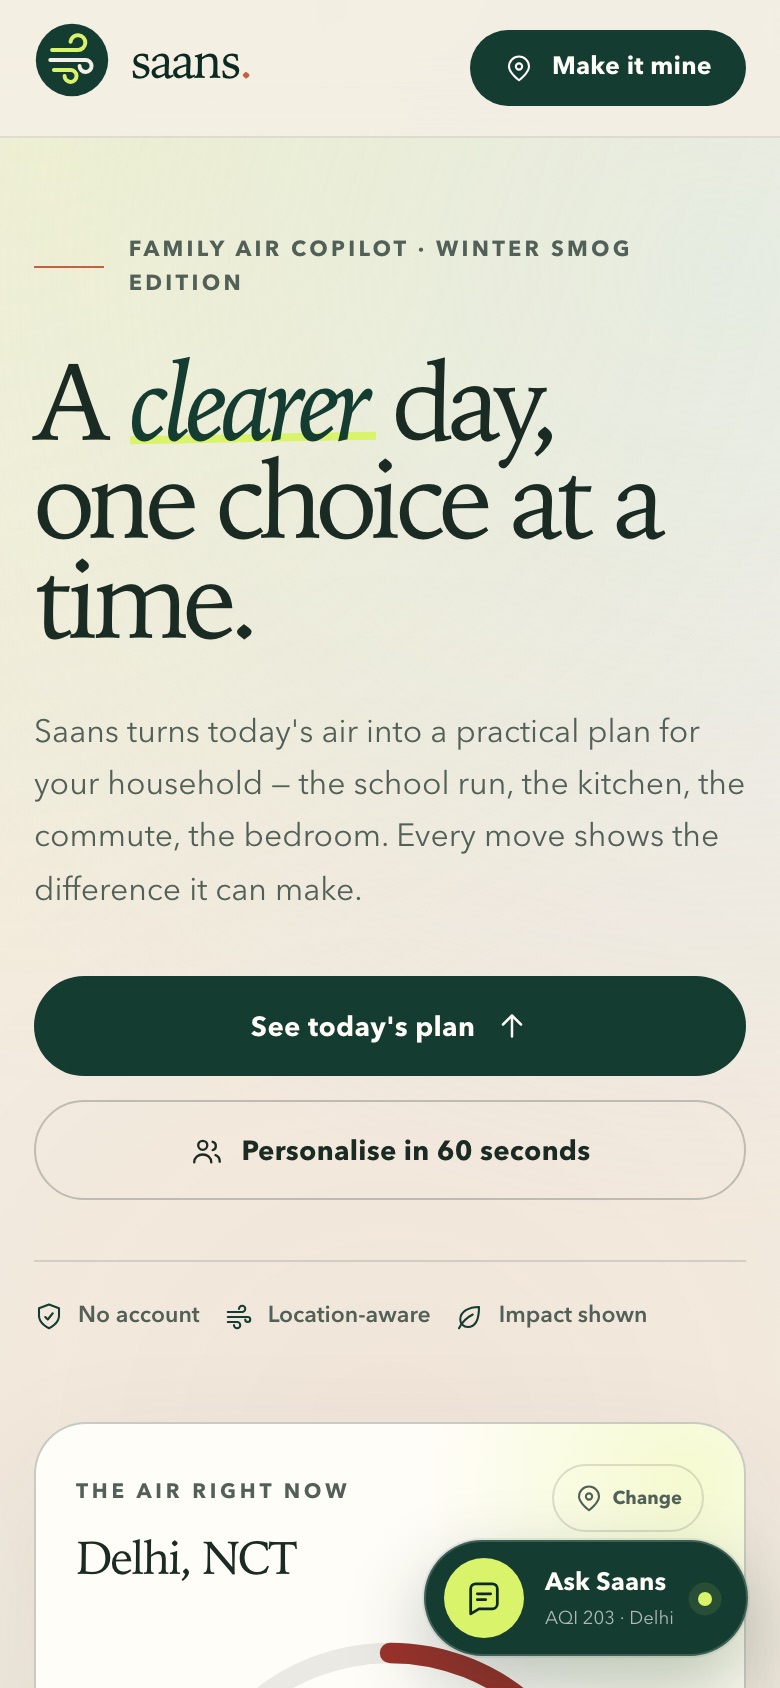 saans.
Make it mine
FAMILY AIR COPILOT · WINTER SMOG
EDITION
A clearer day,
one choice at a
time.
Saans turns today's air into a practical plan for
your household – the school run, the kitchen, the
commute, the bedroom. Every move shows the
difference it can make.
See today's plan
Personalise in 60 seconds
No account
Location-aware
Impact shown
THE AIR RIGHT NOW
Change
Delhi, NCT
Ask Saans
AQI 203 · Delhi